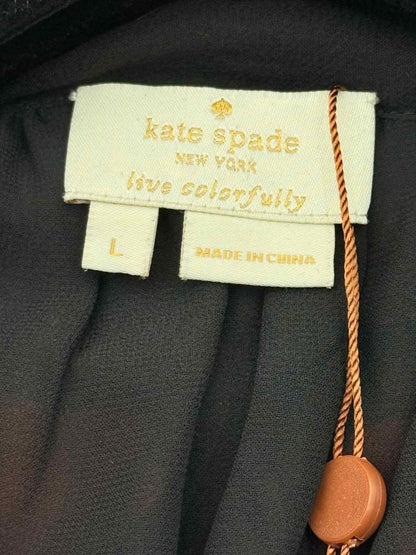 kate spade
NEW YORK
live colorfully
L
MADE IN CHINA